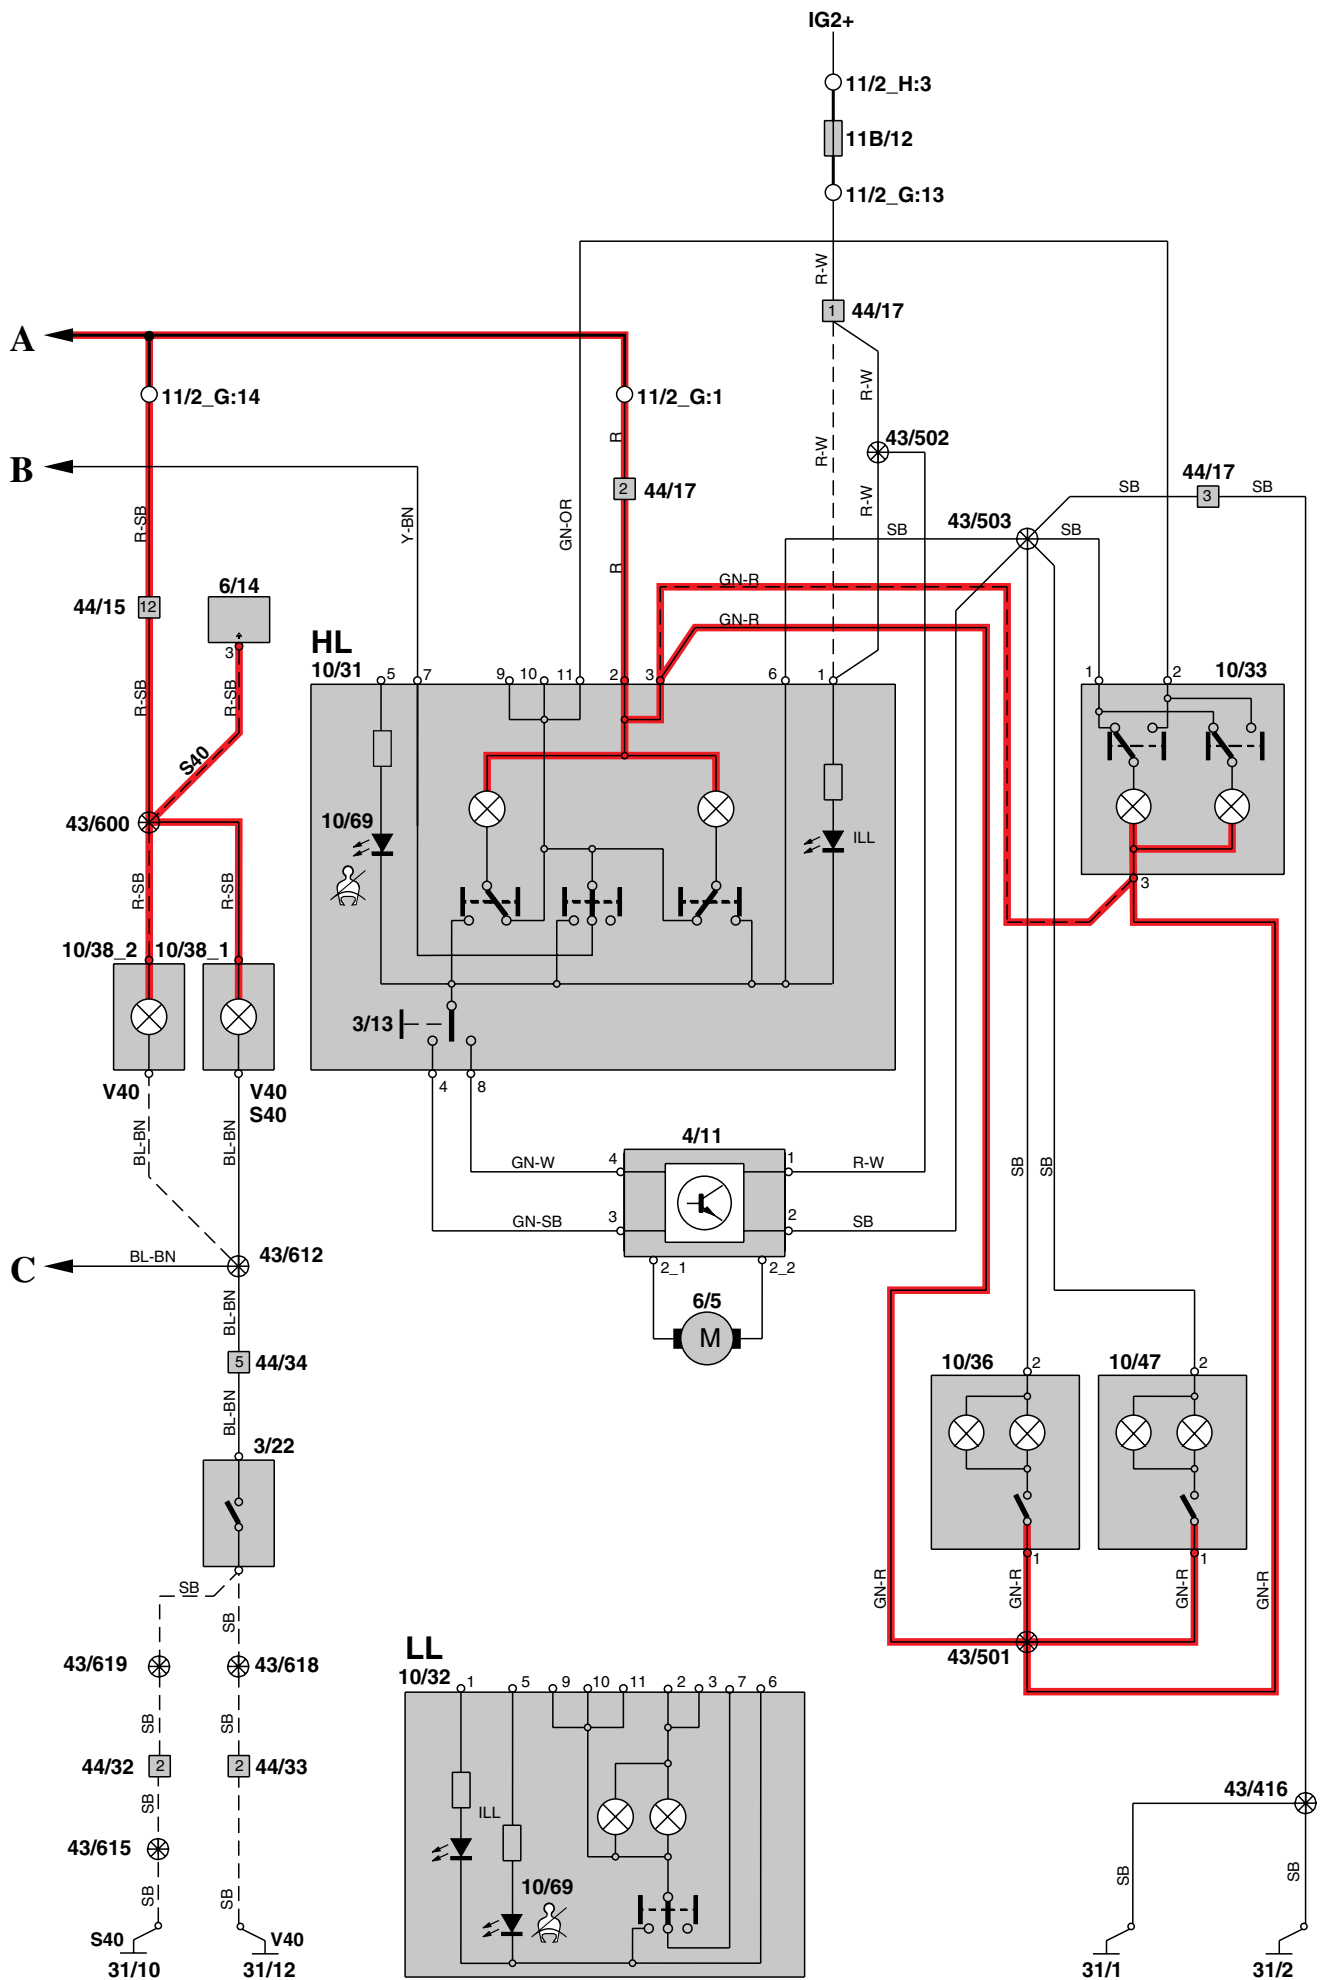 IG2+
11/2_H:3
11B/12
11/2_G:13
R-W
1
44/17
A
11/2_G:14
11/2_G:1
R
R-W
R-W
43/502
B
2
44/17
44/17
3
SB
SB
R-SB
Y-BN
GN-OR
R-W
43/503
SB
SB
R
GN-R
6/14
44/15
12
3
GN-R
HL
10/31
5
7
9
10
11
2
3
6
1
1
2
10/33
R-SB
R-SB
S40
43/600
10/69
ILL
3
R-SB
R-SB
10/38_2
10/38_1
3/13
V40
V40
S40
4
8
BL-BN
BL-BN
4/11
GN-W
4
1
R-W
SB
SB
GN-SB
3
2
SB
C
BL-BN
43/612
2_1
2_2
6/5
M
BL-BN
5
44/34
10/36
2
10/47
2
BL-BN
3/22
1
1
SB
SB
GN-R
GN-R
GN-R
GN-R
43/619
43/618
43/501
LL
10/32
1
5
9
10
11
2
3
7
6
SB
SB
44/32
2
2
44/33
43/416
SB
ILL
43/615
10/69
SB
SB
SB
SB
S40
V40
31/10
31/12
31/1
31/2